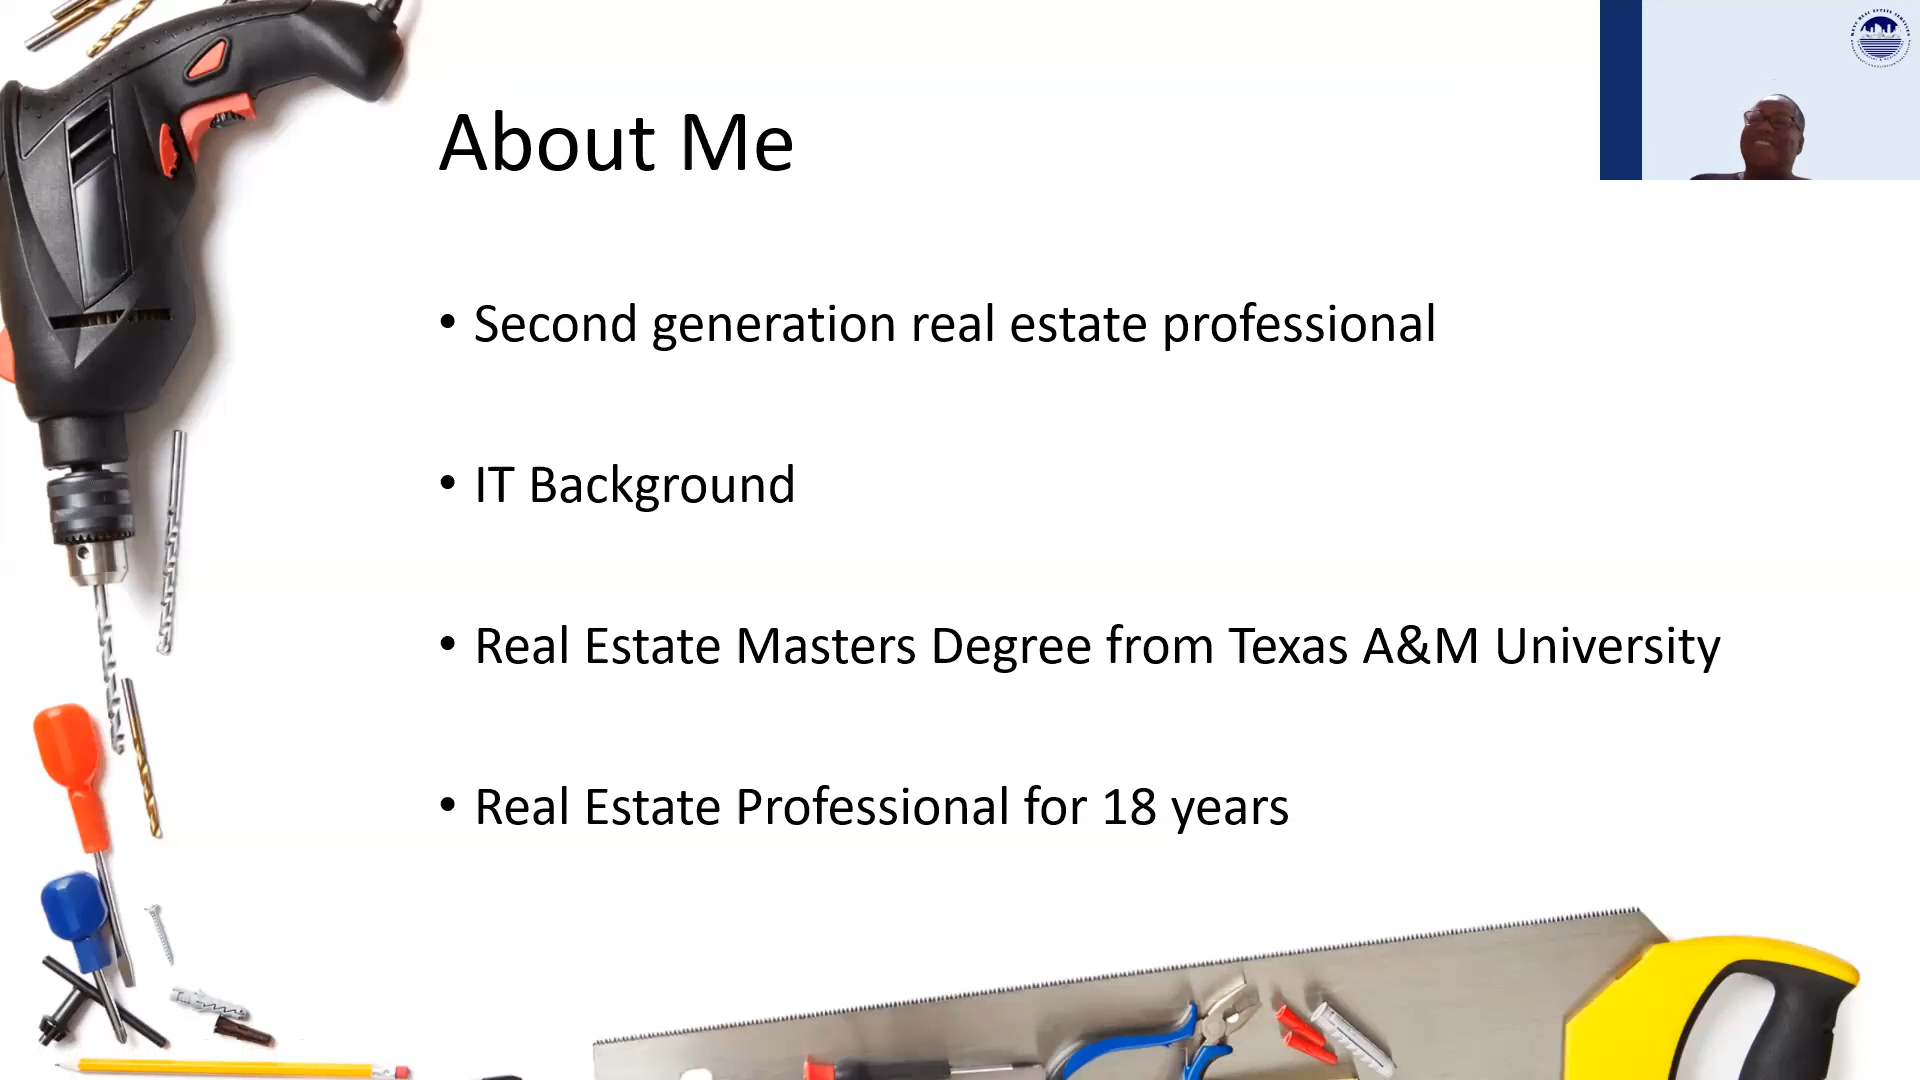 About Me
• Second generation real estate professional
• IT Background
• Real Estate Masters Degree from Texas A&M University
• Real Estate Professional for 18 years